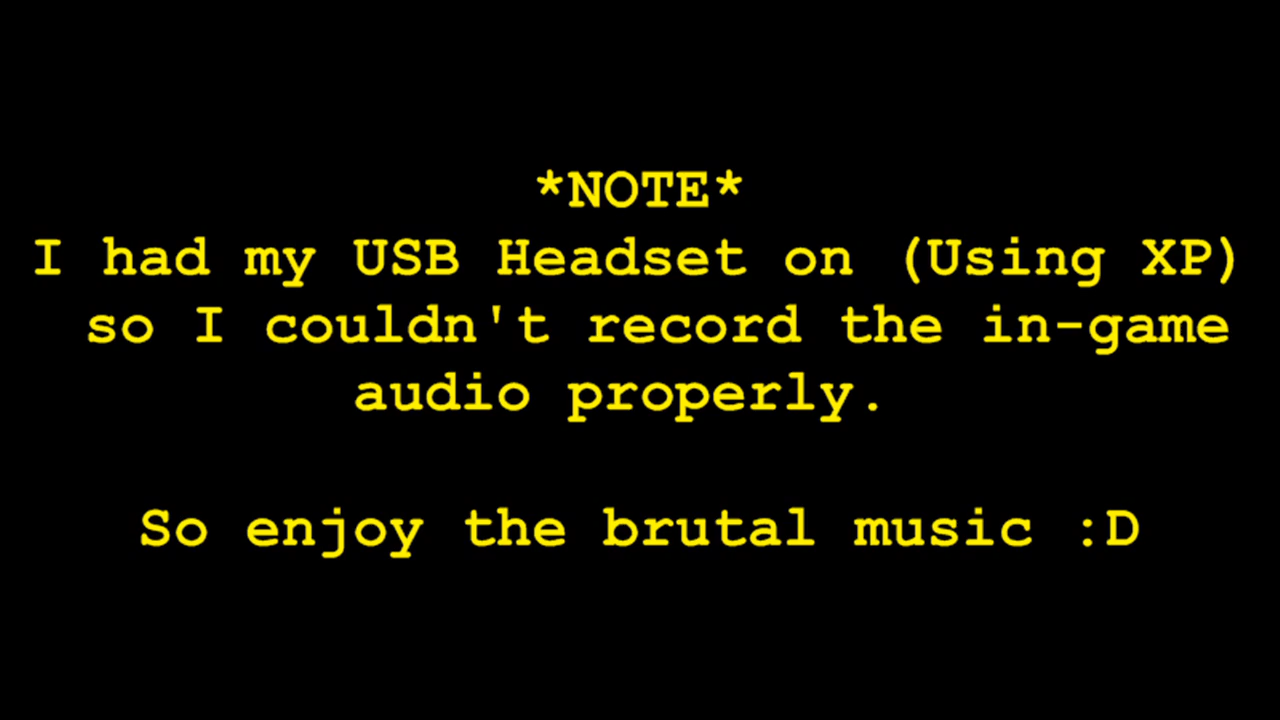 *NOTE*
I had my USB Headset on (Using XP)
so I couldn't record the in-game
audio properly.
So enjoy the brutal music :D